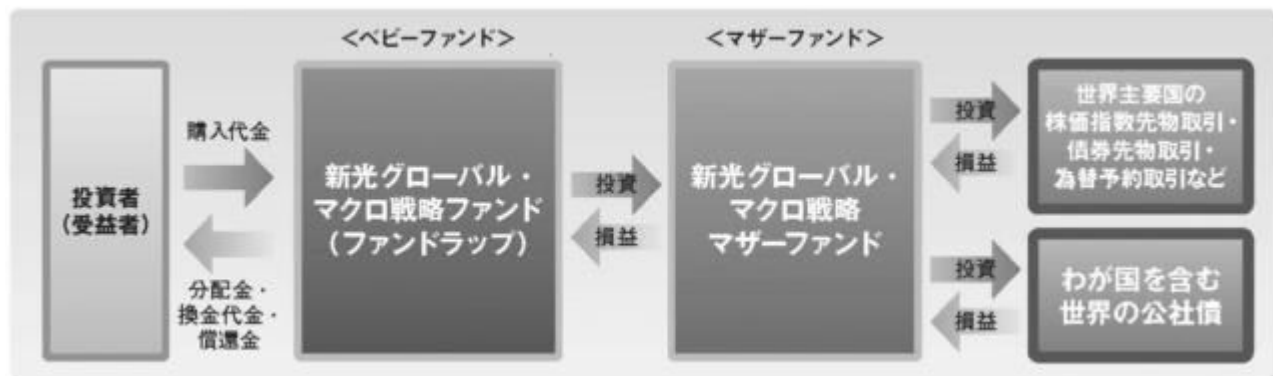 <ベビーファンド>
<マザーファンド>
投資者
(受益者)
購入代金
分配金・
換金代金・
償還金
新光グローバル・
マクロ戦略ファンド
(ファンドラップ)
投資
損益
新光グローバル・
マクロ戦略
マザーファンド
投資
損益
世界主要国の
株価指数先物取引・
債券先物取引・
為替予約取引など
投資
損益
わが国を含む
世界の公社債